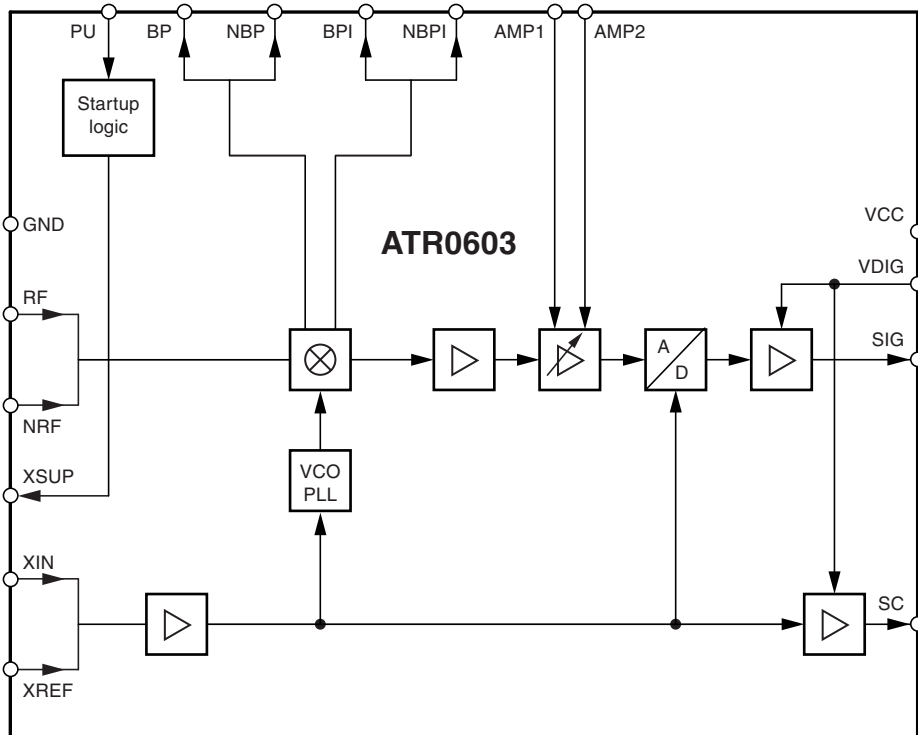 PU
BP
NBP
BPI
NBPI
AMP1
AMP2
Startup
logic
GND
VCC
ATR0603
VDIG
RF
SIG
A
D
NRF
XSUP
VCO
PLL
XIN
SC
XREF